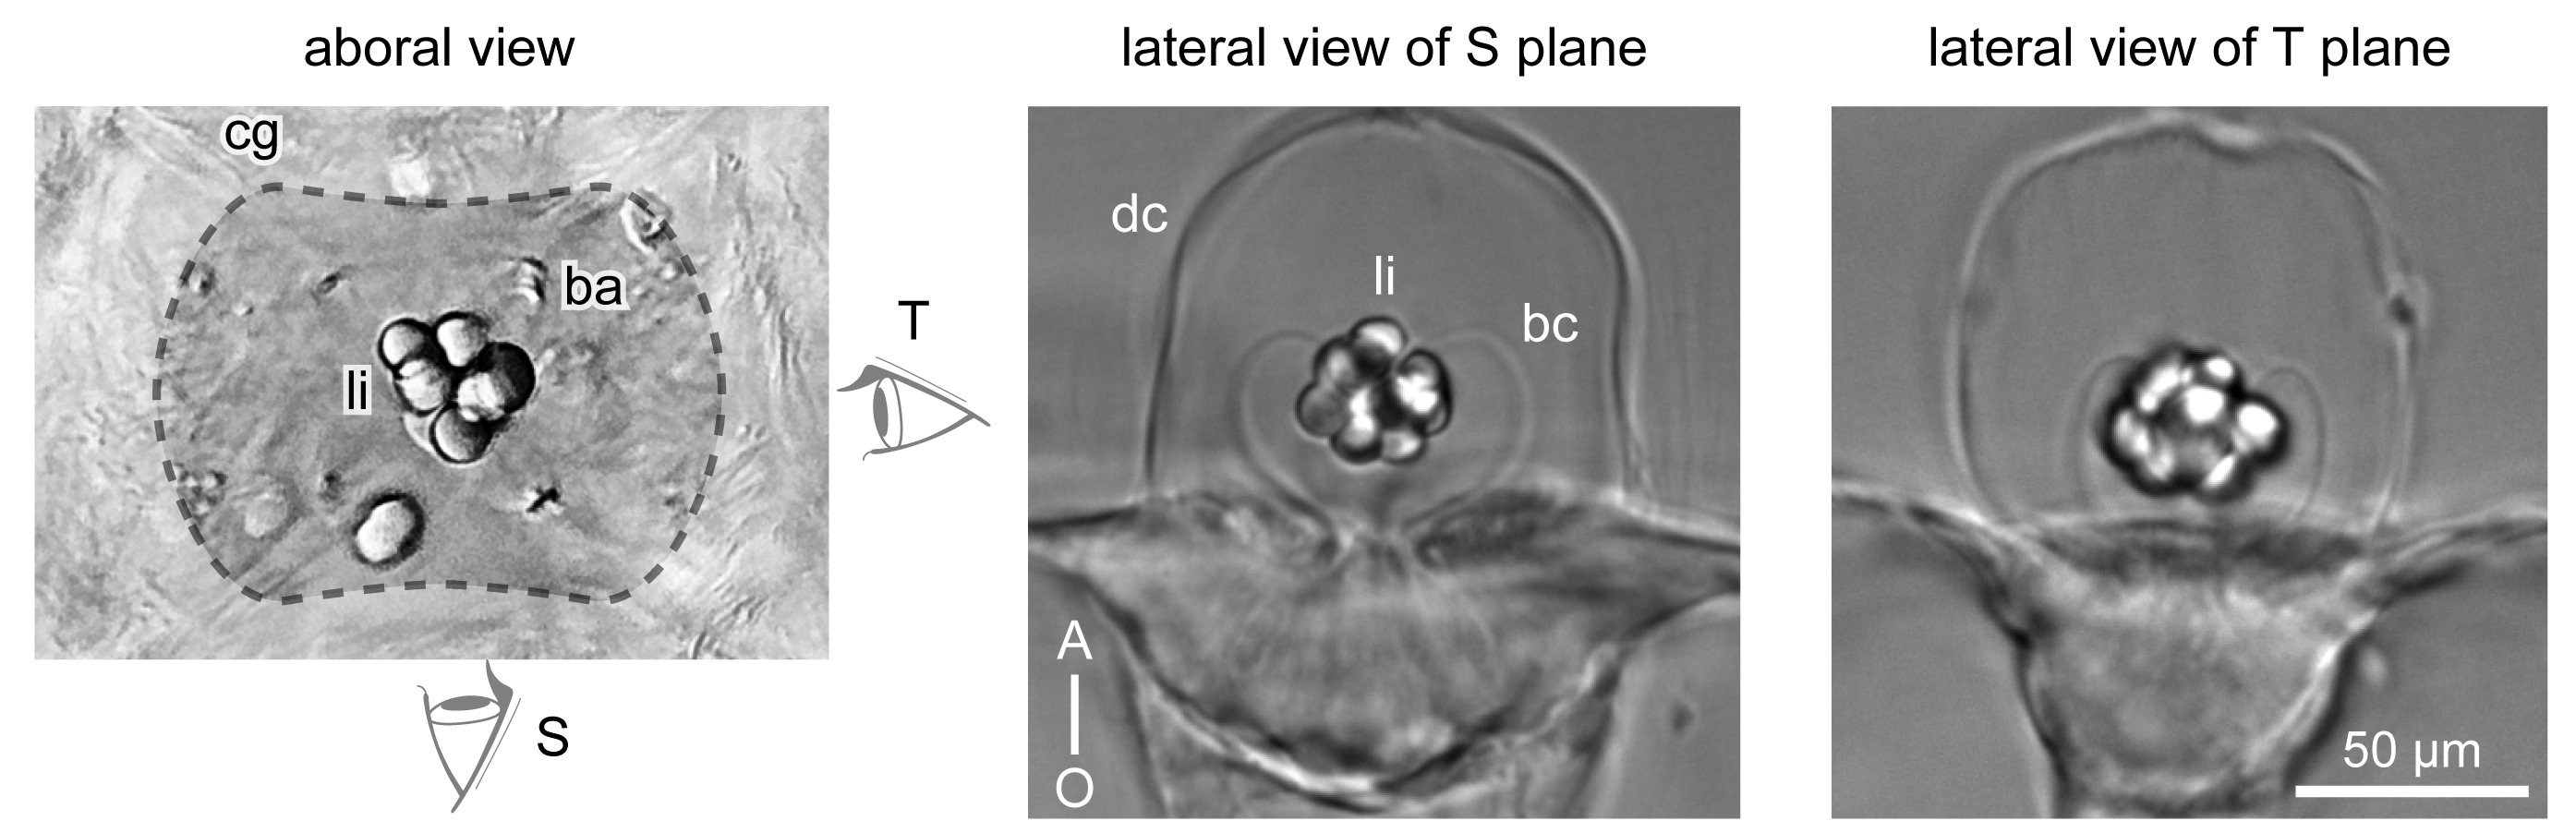 aboral view
lateral view of S plane
lateral view of T plane
cg
ba
li
T
S
dc
li
bc
A
O
50 µm